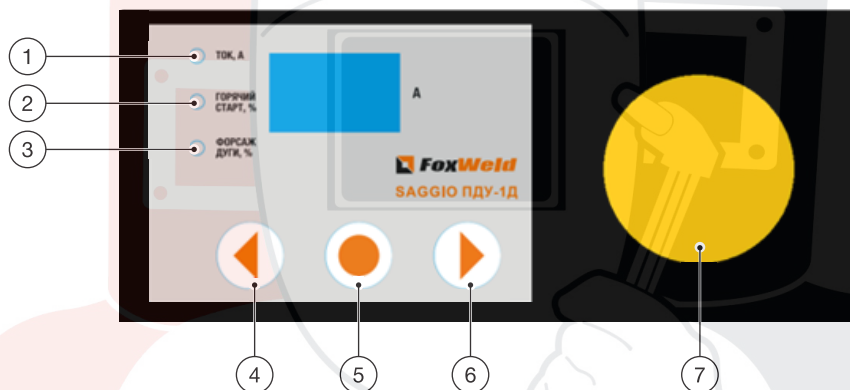 1
ТОК, А
2
ГОРЯЧИЙ
СТАРТ, %
А
3
ФОРСАЖ
ДУГИ, %
FoxWeld
SAGGIO ПДУ-1Д
4
5
6
7